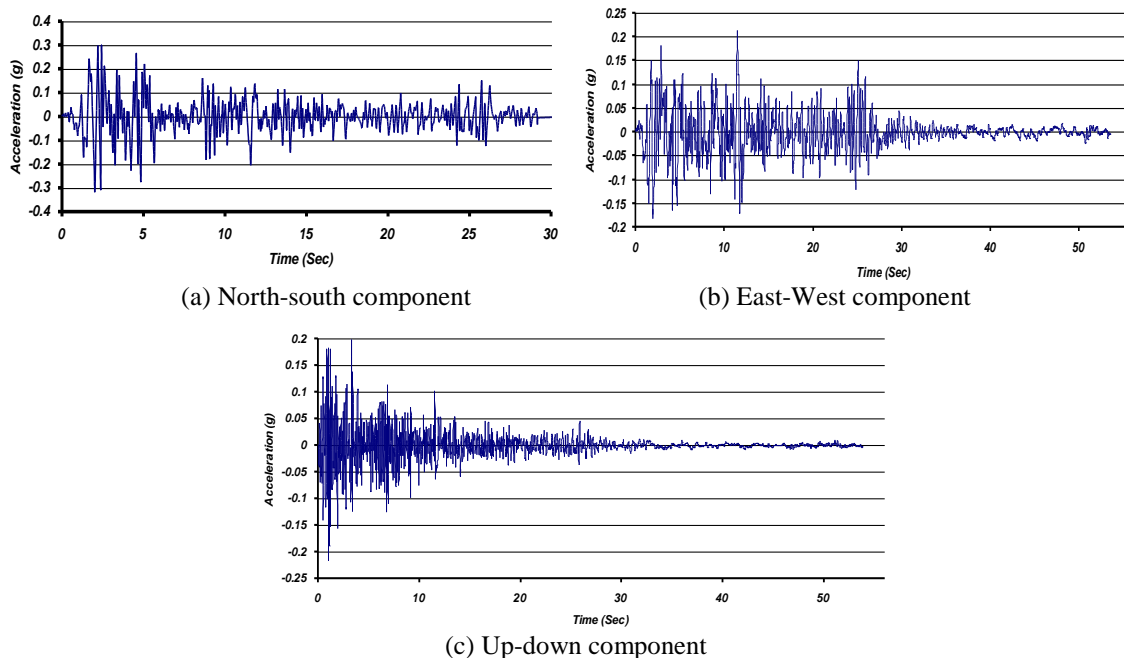 0.4
0.3
0.2
0.1
0
-0.1
-0.2
-0.3
-0.4
Acceleration (g)
0 5 10 15 20 25 30
Time (Sec)
(a) North-south component
0.25
0.2
0.15
0.1
0.05
0
-0.05
-0.1
-0.15
-0.2
Acceleration (g)
0 10 20 30 40 50
Time (Sec)
(b) East-West component
0.2
0.15
0.1
0.05
0
-0.05
-0.1
-0.15
-0.2
-0.25
Acceleration (g)
0 10 20 30 40 50
Time (Sec)
(c) Up-down component